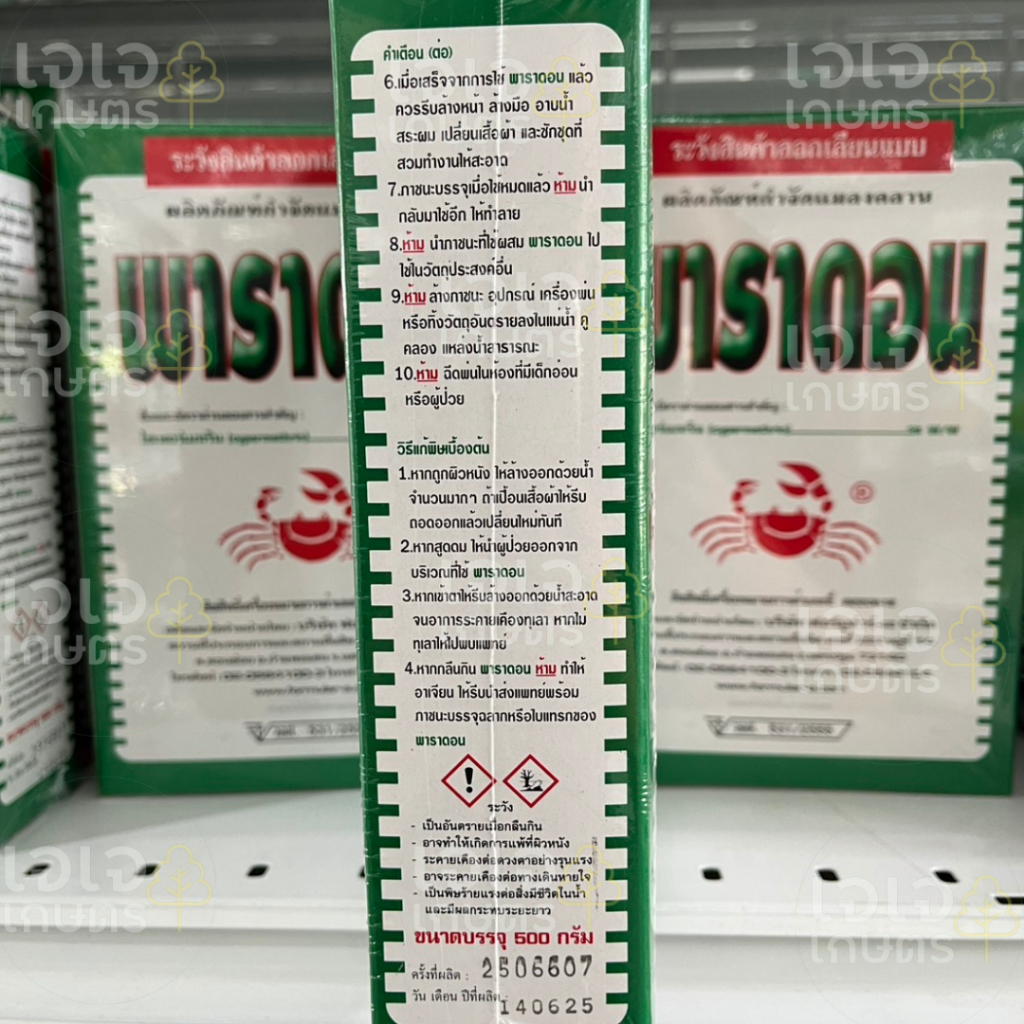 คำเตือน (ต่อ)
6.เมื่อเสร็จจากการใช้ พาราดอน แล้ว
ควรรีบล้างหน้า ล้างมือ อาบน้ำ
สระผม เปลี่ยนเสื้อผ้า และซักชุดที่
สวมทำงานให้สะอาด
7.ภาชนะบรรจุเมื่อใช้หมดแล้ว ห้าม นำ
กลับมาใช้อีก ให้ทำลาย
8.ห้าม นำภาชนะที่ใช้ผสม พาราดอน ไป
ใช้ในวัตถุประสงค์อื่น
9.ห้าม ล้างภาชนะ อุปกรณ์ เครื่องพ่น
หรือทิ้งวัตถุอันตรายลงในแม่น้ำ คู
คลอง แหล่งน้ำสาธารณะ
10.ห้าม ฉีดพ่นในห้องที่มีเด็กอ่อน
หรือผู้ป่วย
วิธีแก้พิษเบื้องต้น
1.หากถูกผิวหนัง ให้ล้างออกด้วยน้ำ
จำนวนมากๆ ถ้าเปื้อนเสื้อผ้าให้รีบ
ถอดออกแล้วเปลี่ยนใหม่ทันที
2.หากสูดดม ให้นำผู้ป่วยออกจาก
บริเวณที่ใช้ พาราดอน
3.หากเข้าตาให้รีบล้างออกด้วยน้ำสะอาด
จนอาการระคายเคืองทุเลา หากไม่
ทุเลาให้ไปพบแพทย์
4.หากกลืนกิน พาราดอน ห้าม ทำให้
อาเจียน ให้รีบนำส่งแพทย์พร้อม
ภาชนะบรรจุฉลากหรือใบแทรกของ
พาราดอน
ระวัง
- เป็นอันตรายเมื่อกลืนกิน
- อาจทำให้เกิดการแพ้ที่ผิวหนัง
- ระคายเคืองต่อดวงตาอย่างรุนแรง
- อาจระคายเคืองต่อทางเดินหายใจ
- เป็นพิษร้ายแรงต่อสิ่งมีชีวิตในน้ำ
และมีผลกระทบระยะยาว
ขนาดบรรจุ 500 กรัม
ครั้งที่ผลิต : 2506607
วัน เดือน ปีที่ผลิต : 140625
ระวังสินค้าลอกเลียนแบบ
ผลิตภัณฑ์กำจัดแมลงคลาน
พาราดอน
เจเจ
เกษตร